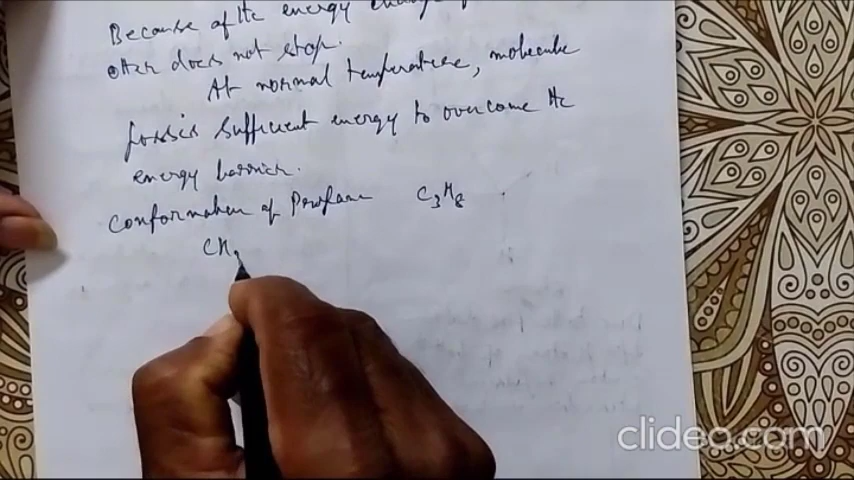 Because of the energy
other does not stop.
At normal temperature, molecule
possess sufficient energy to overcome the
energy barrier.
Conformation of Propane C3H8
CH3
clideo.com